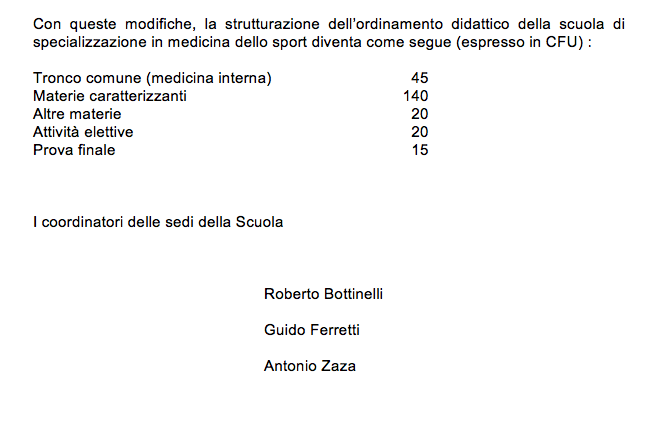 Con queste modifiche, la strutturazione dell'ordinamento didattico della scuola di
specializzazione in medicina dello sport diventa come segue (espresso in CFU) :
Tronco comune (medicina interna) 45
Materie caratterizzanti 140
Altre materie 20
Attività elettive 20
Prova finale 15
I coordinatori delle sedi della Scuola
Roberto Bottinelli
Guido Ferretti
Antonio Zaza